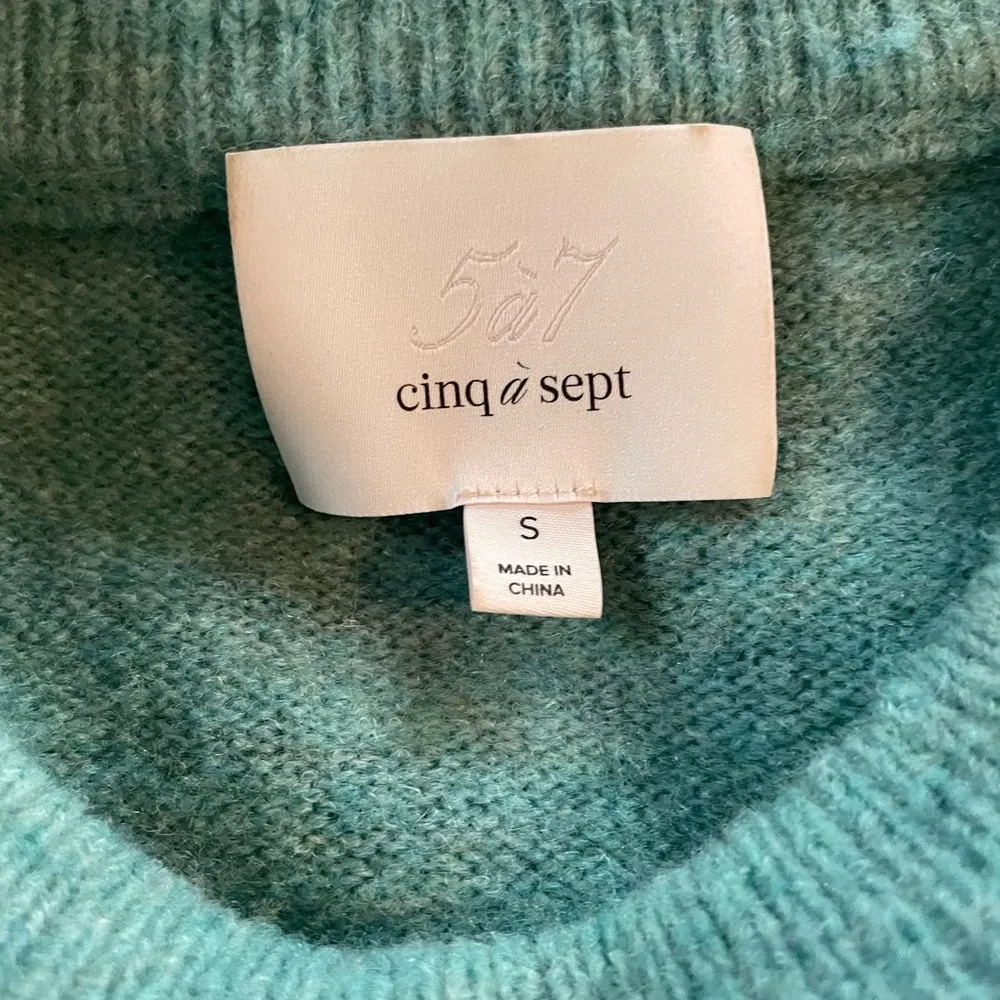 5à7
cinq à sept
S
MADE IN
CHINA